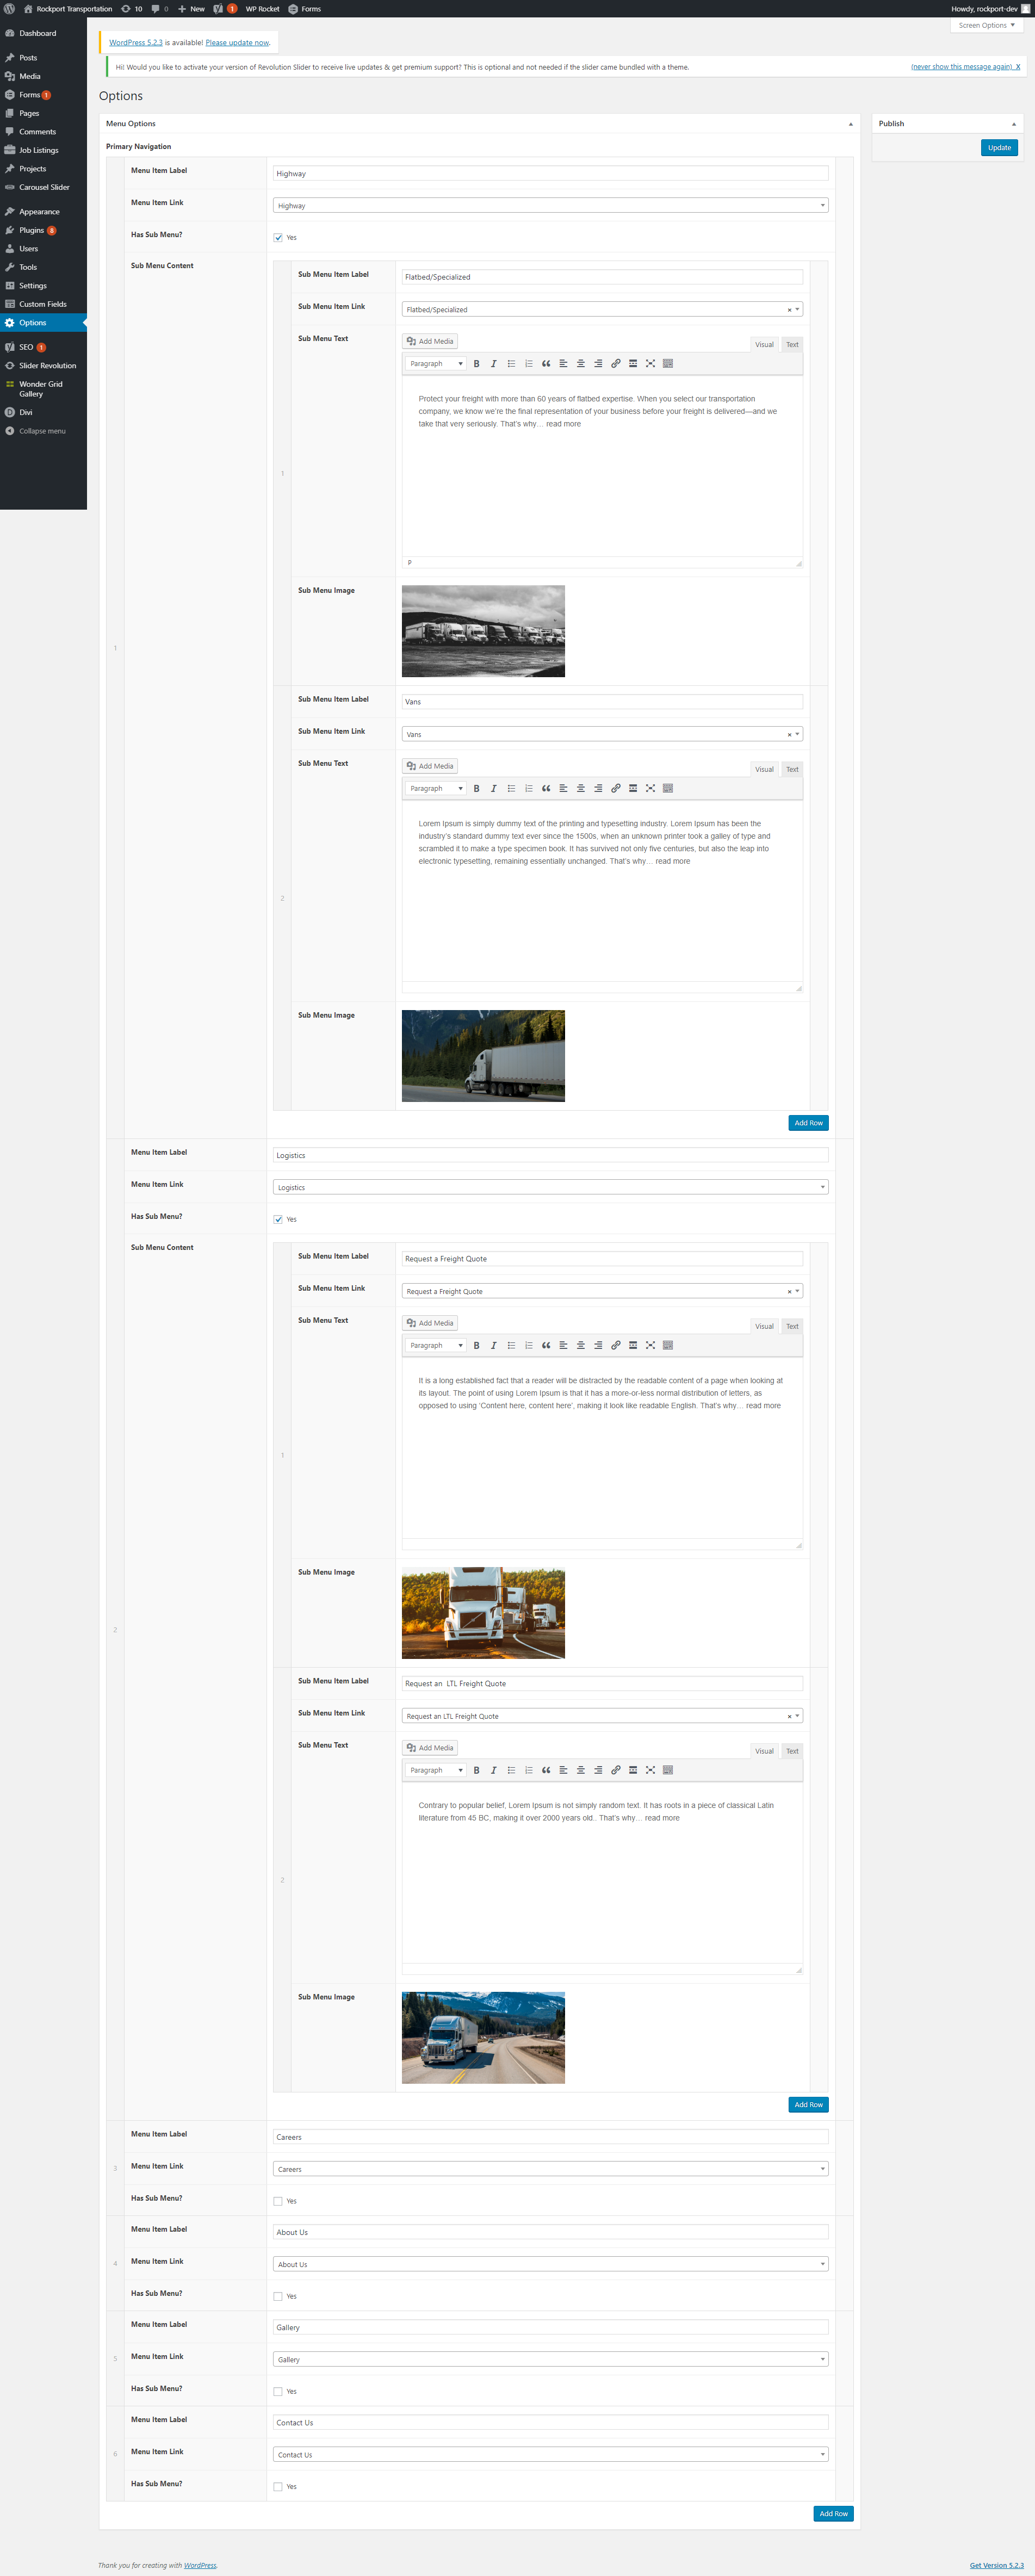 Rockport Transportation 10 0 New 1 WP Rocket Forms Howdy, rockport-dev
Screen Options
Dashboard
Posts
Media
Forms 1
Pages
Comments
Job Listings
Projects
Carousel Slider
Appearance
Plugins 8
Users
Tools
Settings
Custom Fields
Options
SEO 1
Slider Revolution
Wonder Grid
Gallery
Divi
Collapse menu
WordPress 5.2.3 is available! Please update now.
Hi! Would you like to activate your version of Revolution Slider to receive live updates & get premium support? This is optional and not needed if the slider came bundled with a theme. (never show this message again) X
Options
Menu Options
Publish
Update
Primary Navigation
1
Menu Item Label Highway
Menu Item Link Highway
Has Sub Menu? Yes
Sub Menu Content
1
Sub Menu Item Label Flatbed/Specialized
Sub Menu Item Link Flatbed/Specialized ×
Sub Menu Text Add Media Visual Text
Paragraph B I
Protect your freight with more than 60 years of flatbed expertise. When you select our transportation
company, we know we're the final representation of your business before your freight is delivered—and we
take that very seriously. That's why… read more
P
Sub Menu Image
2
Sub Menu Item Label Vans
Sub Menu Item Link Vans ×
Sub Menu Text Add Media Visual Text
Paragraph B I
Lorem Ipsum is simply dummy text of the printing and typesetting industry. Lorem Ipsum has been the
industry's standard dummy text ever since the 1500s, when an unknown printer took a galley of type and
scrambled it to make a type specimen book. It has survived not only five centuries, but also the leap into
electronic typesetting, remaining essentially unchanged. That's why… read more
Sub Menu Image
Add Row
2
Menu Item Label Logistics
Menu Item Link Logistics
Has Sub Menu? Yes
Sub Menu Content
1
Sub Menu Item Label Request a Freight Quote
Sub Menu Item Link Request a Freight Quote ×
Sub Menu Text Add Media Visual Text
Paragraph B I
It is a long established fact that a reader will be distracted by the readable content of a page when looking at
its layout. The point of using Lorem Ipsum is that it has a more-or-less normal distribution of letters, as
opposed to using 'Content here, content here', making it look like readable English. That's why… read more
Sub Menu Image
2
Sub Menu Item Label Request an  LTL Freight Quote
Sub Menu Item Link Request an LTL Freight Quote ×
Sub Menu Text Add Media Visual Text
Paragraph B I
Contrary to popular belief, Lorem Ipsum is not simply random text. It has roots in a piece of classical Latin
literature from 45 BC, making it over 2000 years old.. That's why… read more
Sub Menu Image
Add Row
3
Menu Item Label Careers
Menu Item Link Careers
Has Sub Menu? Yes
4
Menu Item Label About Us
Menu Item Link About Us
Has Sub Menu? Yes
5
Menu Item Label Gallery
Menu Item Link Gallery
Has Sub Menu? Yes
6
Menu Item Label Contact Us
Menu Item Link Contact Us
Has Sub Menu? Yes
Add Row
Thank you for creating with WordPress. Get Version 5.2.3